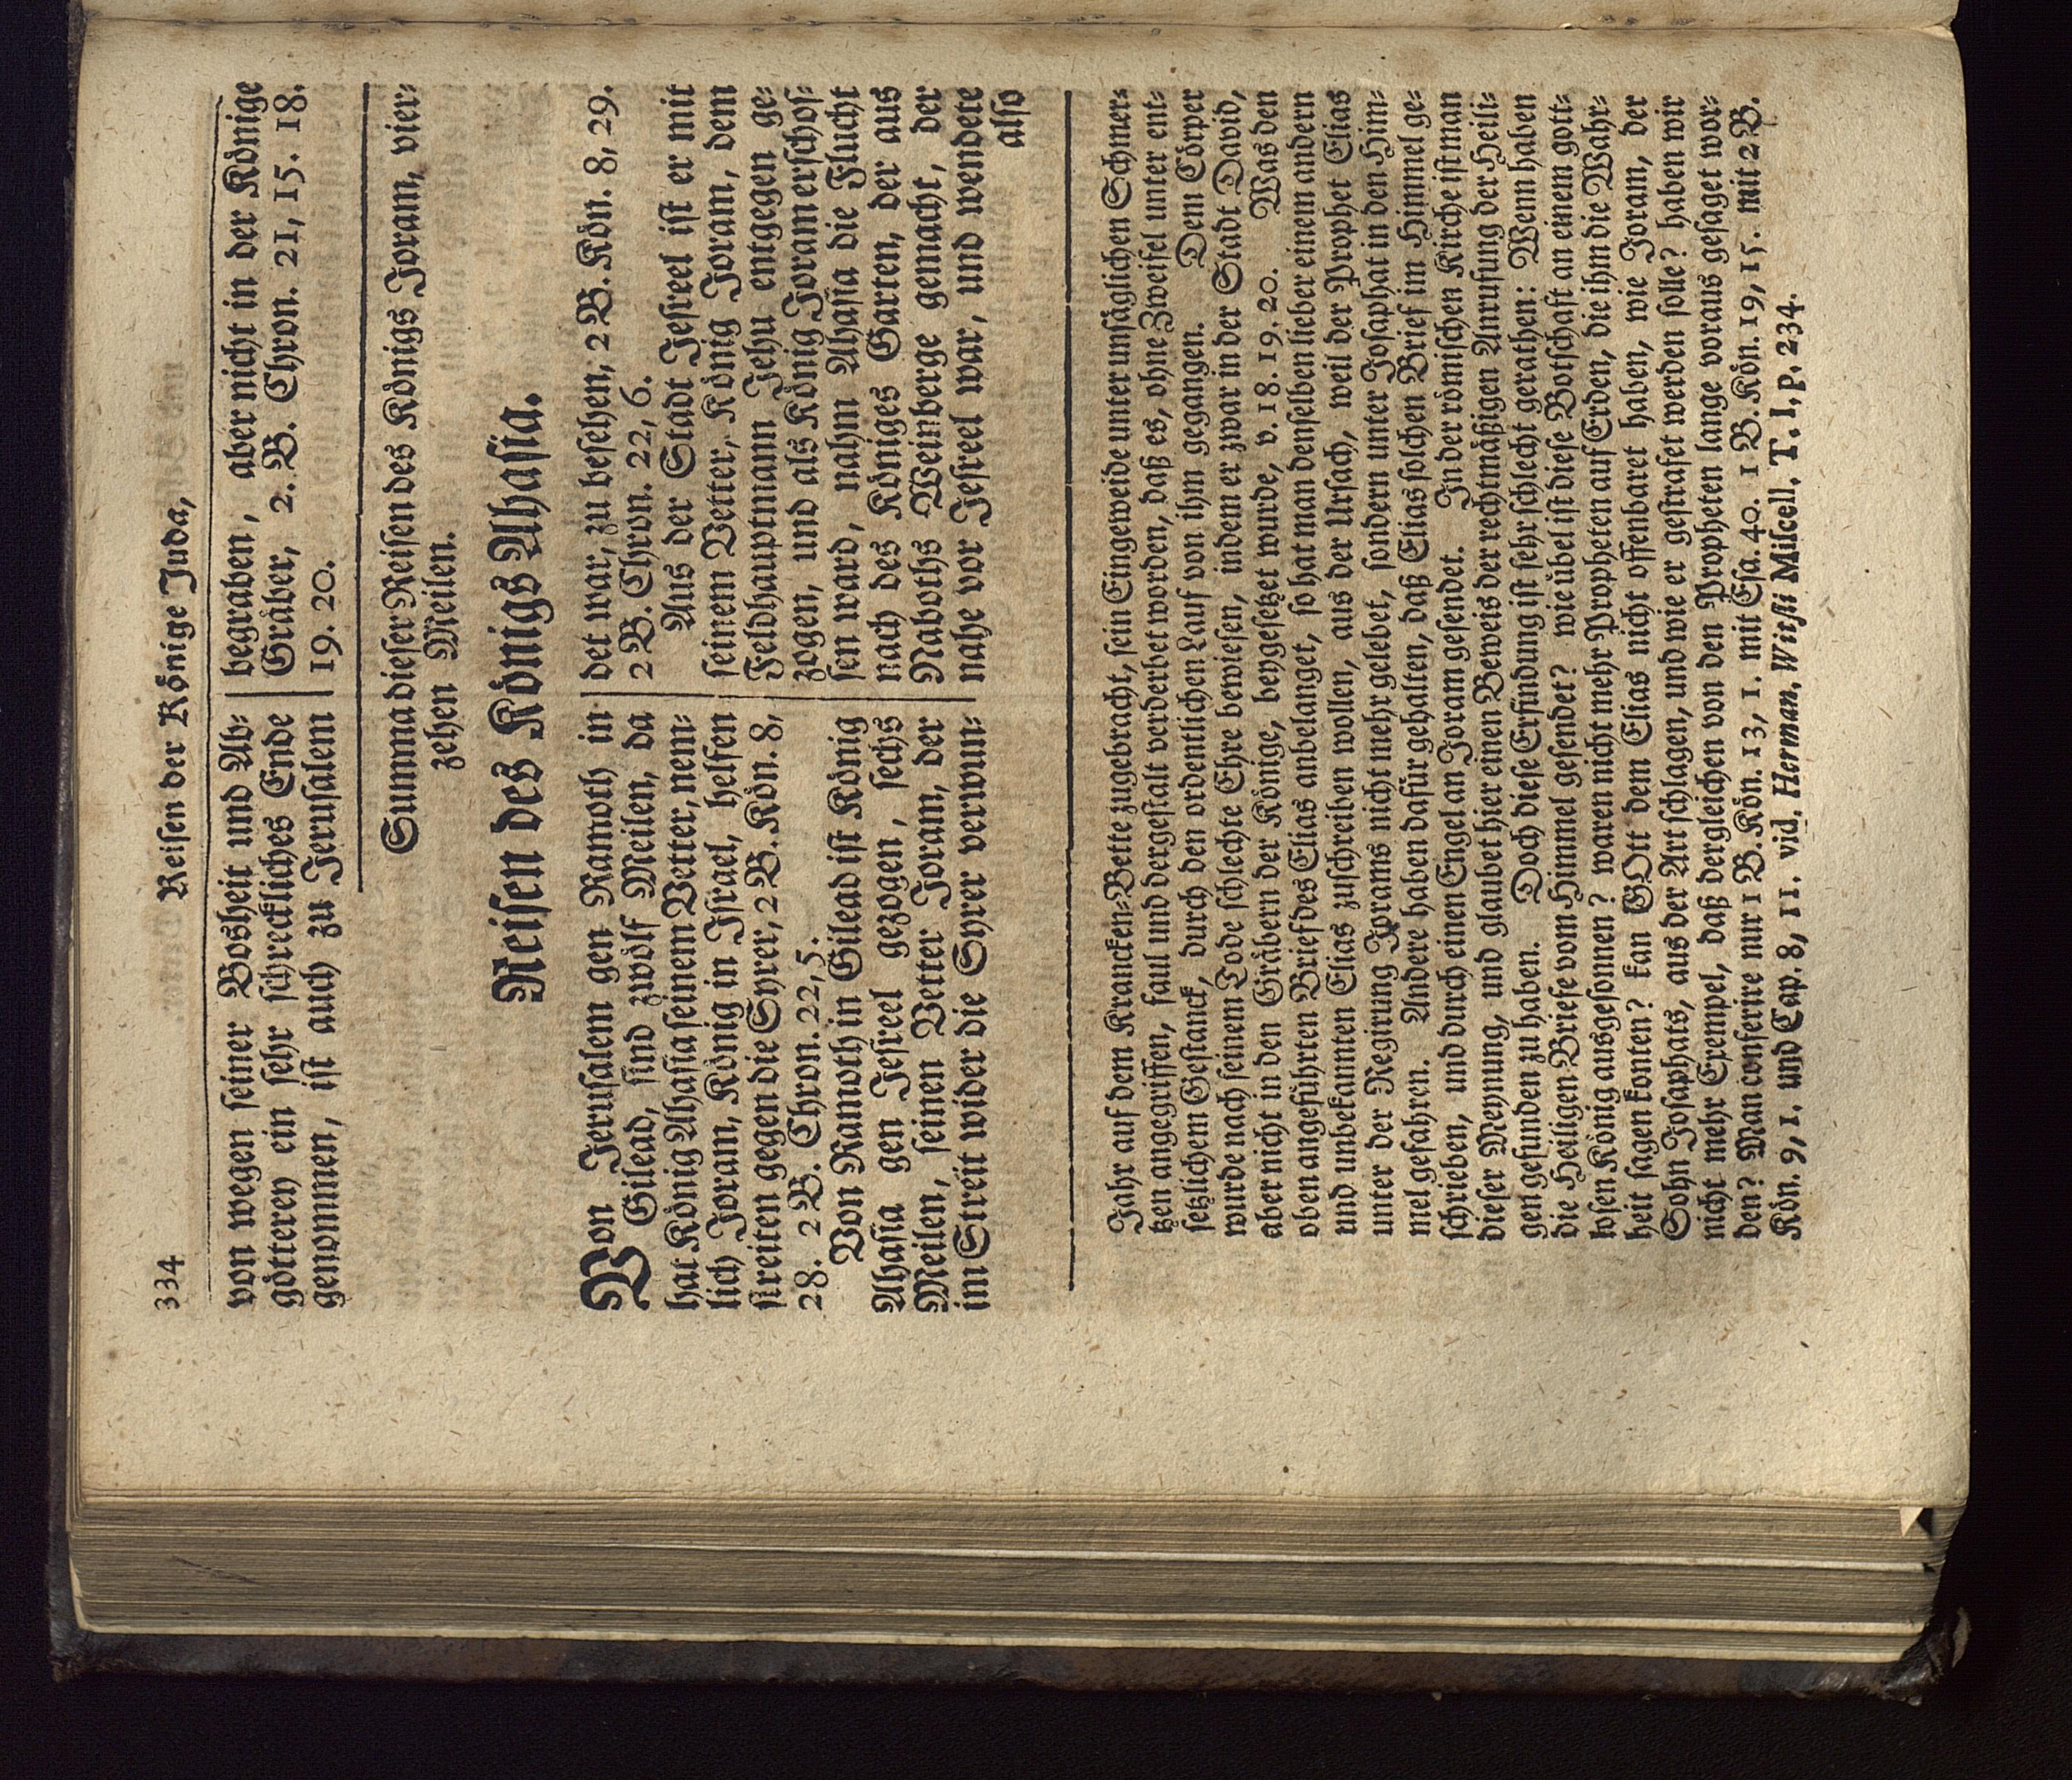 334
Reisen der Könige Juda,
von wegen seiner Bosheit und Ab-
götterey ein sehr schreckliches Ende
genommen, ist auch zu Jerusalem
begraben, aber nicht in der Könige
Gräber, 2. B. Chron. 21, 15. 18.
19. 20.
Summa dieser Reisen des Königs Joram, vier-
zehen Meilen.
Reisen des Königs Ahasia.
Von Jerusalem gen Ramoth in
Gilead, sind zwölf Meilen, da
hat König Ahasia seinem Vetter, nem-
lich Joram, König in Israel, helfen
streiten gegen die Syrer, 2 B. Kön. 8,
28. 2 B. Chron. 22, 5.
Von Ramoth in Gilead ist König
Ahasia gen Jesreel gezogen, sechs
Meilen, seinen Vetter Joram, der
im Streit wider die Syrer verwun-
det war, zu besehen, 2 B. Kön. 8, 29.
2 B. Chron. 22, 6.
Aus der Stadt Jesreel ist er mit
seinem Vetter, König Joram, dem
Feldhauptmann Jehu entgegen ge-
zogen, und als König Joram erschos-
sen ward, nahm Ahasia die Flucht
nach des Königes Garten, der aus
Naboths Weinberge gemacht, der
nahe vor Jesreel war, und wendete
also
Jahr auf dem Krancken-Bette zugebracht, sein Eingeweide unter unsäglichen Schmer-
tzen angegriffen, faul und dergestalt verderbet worden, daß es, ohne Zweifel unter ent-
setzlichem Gestanck, durch den ordentlichen Lauf von ihm gegangen. Dem Cörper
wurde nach seinem Tode schlechte Ehre bewiesen, indem er zwar in der Stadt David,
aber nicht in den Gräbern der Könige, beygesetzet wurde, v. 18. 19. 20. Was den
oben angeführten Brief des Elias anbelanget, so hat man denselben lieber einem andern
und unbekannten Elias zuschreiben wollen, aus der Ursach, weil der Prophet Elias
unter der Regirung Jorams nicht mehr gelebet, sondern unter Josaphat in den Him-
mel gefahren. Andere haben dafür gehalten, daß Elias solchen Brief im Himmel ge-
schrieben, und durch einen Engel an Joram gesendet. In der römischen Kirche ist man
dieser Meynung, und glaubet hier einen Beweis der rechtmäßigen Anrufung der Heili-
gen gefunden zu haben. Doch diese Erfindung ist sehr schlecht gerathen: Wenn haben
die Heiligen Briefe vom Himmel gesendet? wie übel ist diese Botschaft an einem gott-
losen König ausgesonnen? waren nicht mehr Propheten auf Erden, die ihm die Wahr-
heit sagen konten? kan GOtt dem Elias nicht offenbaret haben, wie Joram, der
Sohn Josaphats, aus der Art schlagen, und wie er gestrafet werden solle? haben wir
nicht mehr Exempel, daß dergleichen von den Propheten lange voraus gesaget wor-
den? Man conferire nur 1 B. Kön. 13, 1. mit Esa. 40. 1 B. Kön. 19, 15. mit 2 B.
Kön. 9, 1. und Cap. 8, 11. vid. Herman. Witsii Miscell. T. I, p. 234.